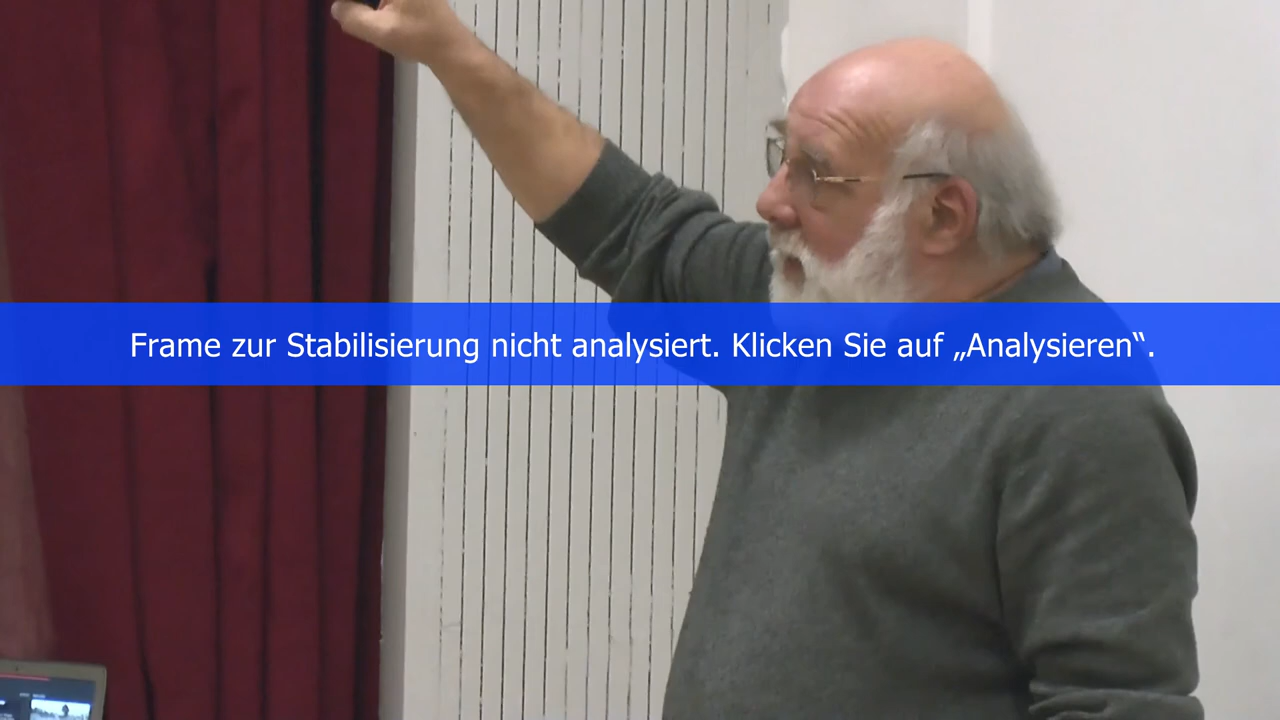 Frame zur Stabilisierung nicht analysiert. Klicken Sie auf „Analysieren“.